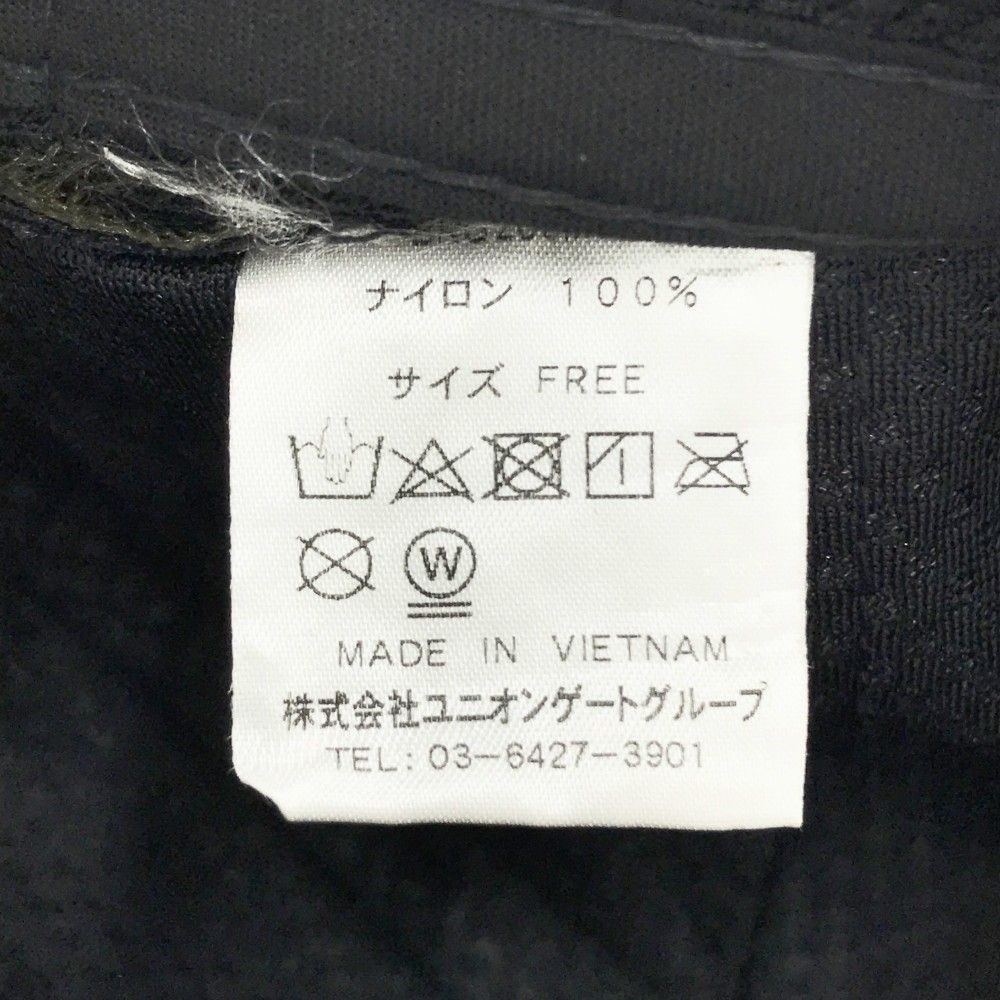 ナイロン 100%
サイズ FREE
W
MADE IN VIETNAM
株式会社ユニオンゲートグループ
TEL: 03-6427-3901